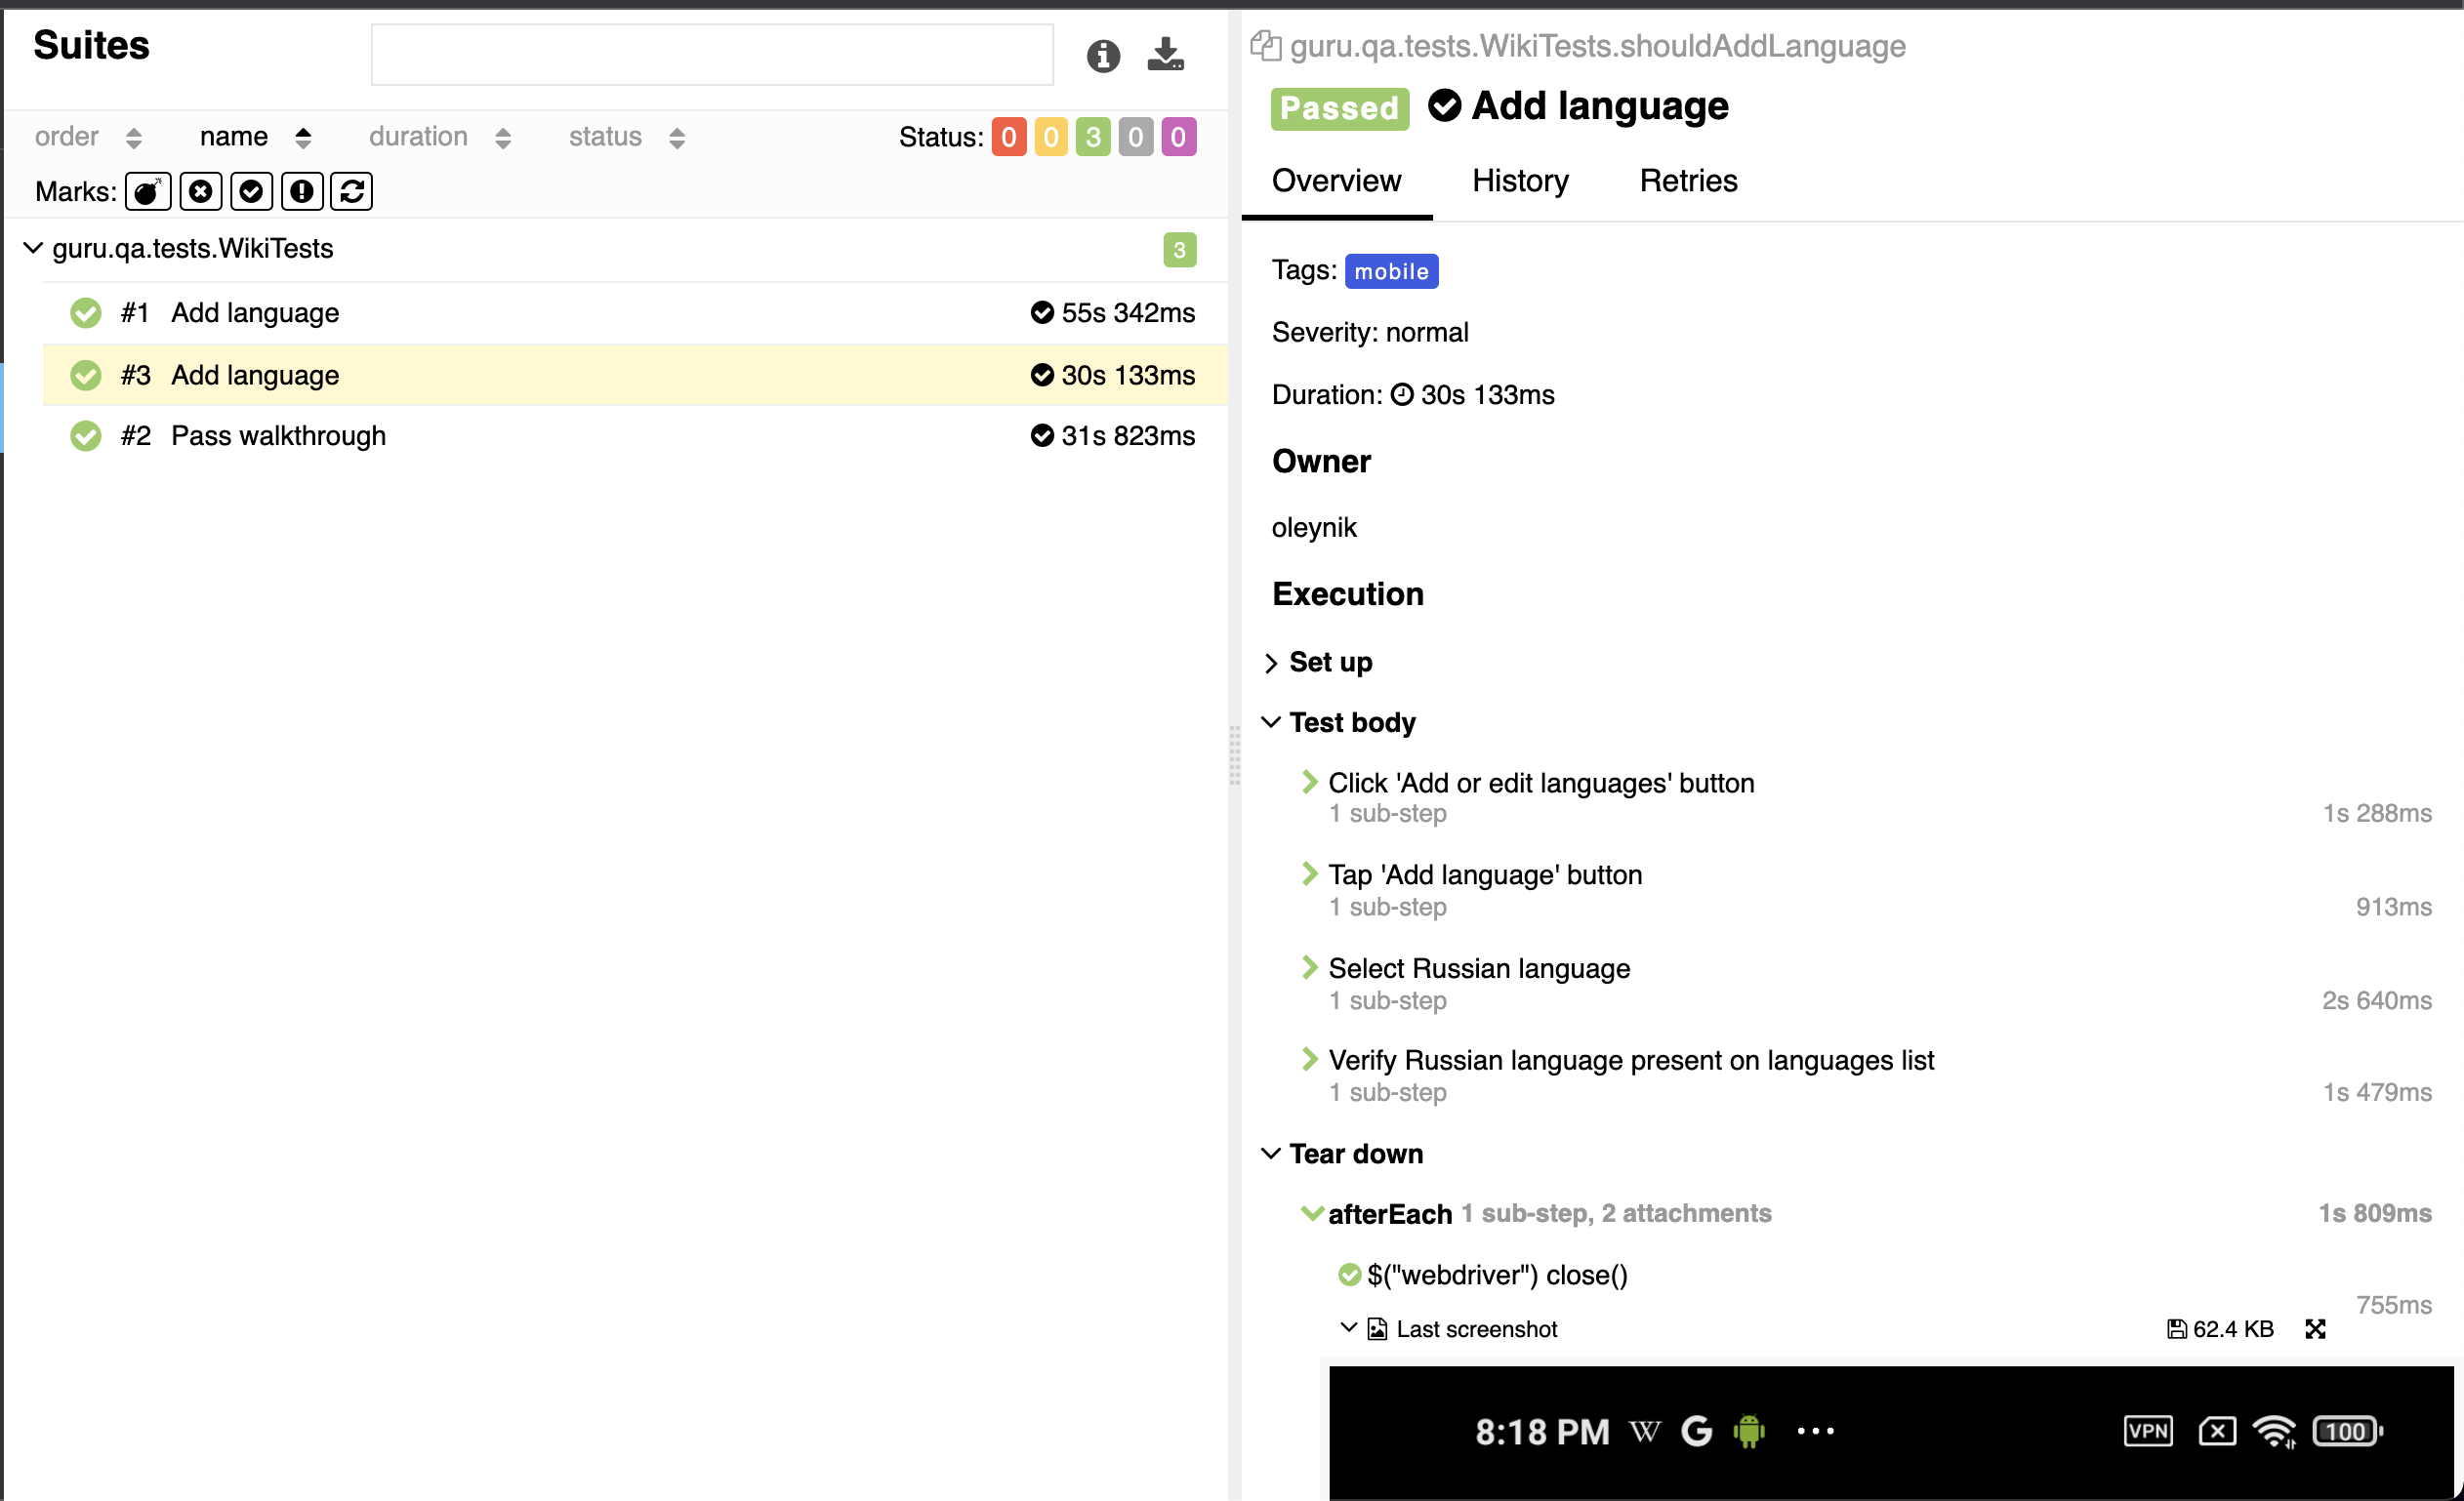 Suites
order name duration status Status: 0 0 3 0 0
Marks:
guru.qa.tests.WikiTests 3
#1 Add language 55s 342ms
#3 Add language 30s 133ms
#2 Pass walkthrough 31s 823ms
guru.qa.tests.WikiTests.shouldAddLanguage
Passed Add language
Overview History Retries
Tags: mobile
Severity: normal
Duration: 30s 133ms
Owner
oleynik
Execution
Set up
Test body
Click 'Add or edit languages' button
1 sub-step 1s 288ms
Tap 'Add language' button
1 sub-step 913ms
Select Russian language
1 sub-step 2s 640ms
Verify Russian language present on languages list
1 sub-step 1s 479ms
Tear down
afterEach 1 sub-step, 2 attachments 1s 809ms
$("webdriver") close()
755ms
Last screenshot 62.4 KB
8:18 PM W G ... VPN 100